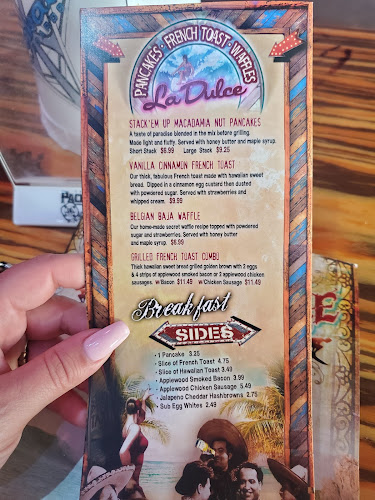 PANCAKES · FRENCH TOAST · WAFFLES
La Dulce
STACK'EM UP MACADAMIA NUT PANCAKES
A taste of paradise blended in the mix before grilling.
Made light and fluffy. Served with honey butter and maple syrup.
Short Stack $6.99 Large Stack $9.25
VANILLA CINNAMON FRENCH TOAST
Our thick, fabulous French toast made with hawaiian sweet
bread. Dipped in a cinnamon egg custard then dusted
with powdered sugar. Served with strawberries and
whipped cream. $9.99
BELGIAN BAJA WAFFLE
Our home-made secret waffle recipe topped with powdered
sugar and strawberries. Served with honey butter
and maple syrup. $8.99
GRILLED FRENCH TOAST COMBO
Thick hawaiian sweet bread grilled golden brown with 2 eggs
& 4 strips of applewood smoked bacon or 2 applewood chicken
sausages. w/Bacon $11.49 w/Chicken Sausage $11.49
Breakfast
SIDES
• 1 Pancake 3.25
• Slice of French Toast 4.75
• Slice of Hawaiian Toast 3.49
• Applewood Smoked Bacon 3.99
• Applewood Chicken Sausage 5.49
• Jalapeno Cheddar Hashbrowns 2.75
• Sub Egg Whites 2.49